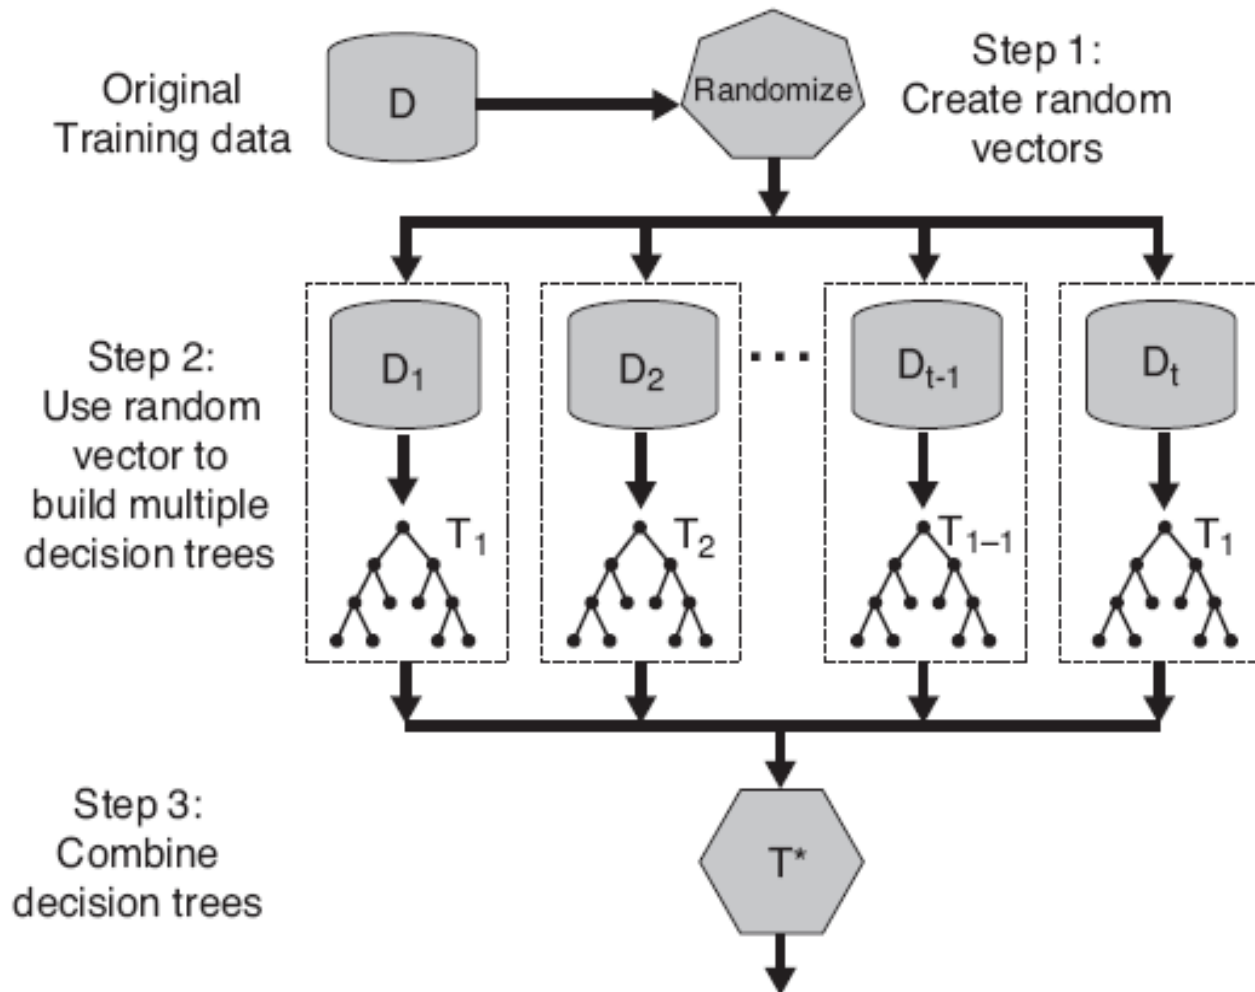 Original
Training data
D
Randomize
Step 1:
Create random
vectors
Step 2:
Use random
vector to
build multiple
decision trees
D₁
D₂
...
Dₜ₋₁
Dₜ
T₁
T₂
T₁₋₁
T₁
Step 3:
Combine
decision trees
T*